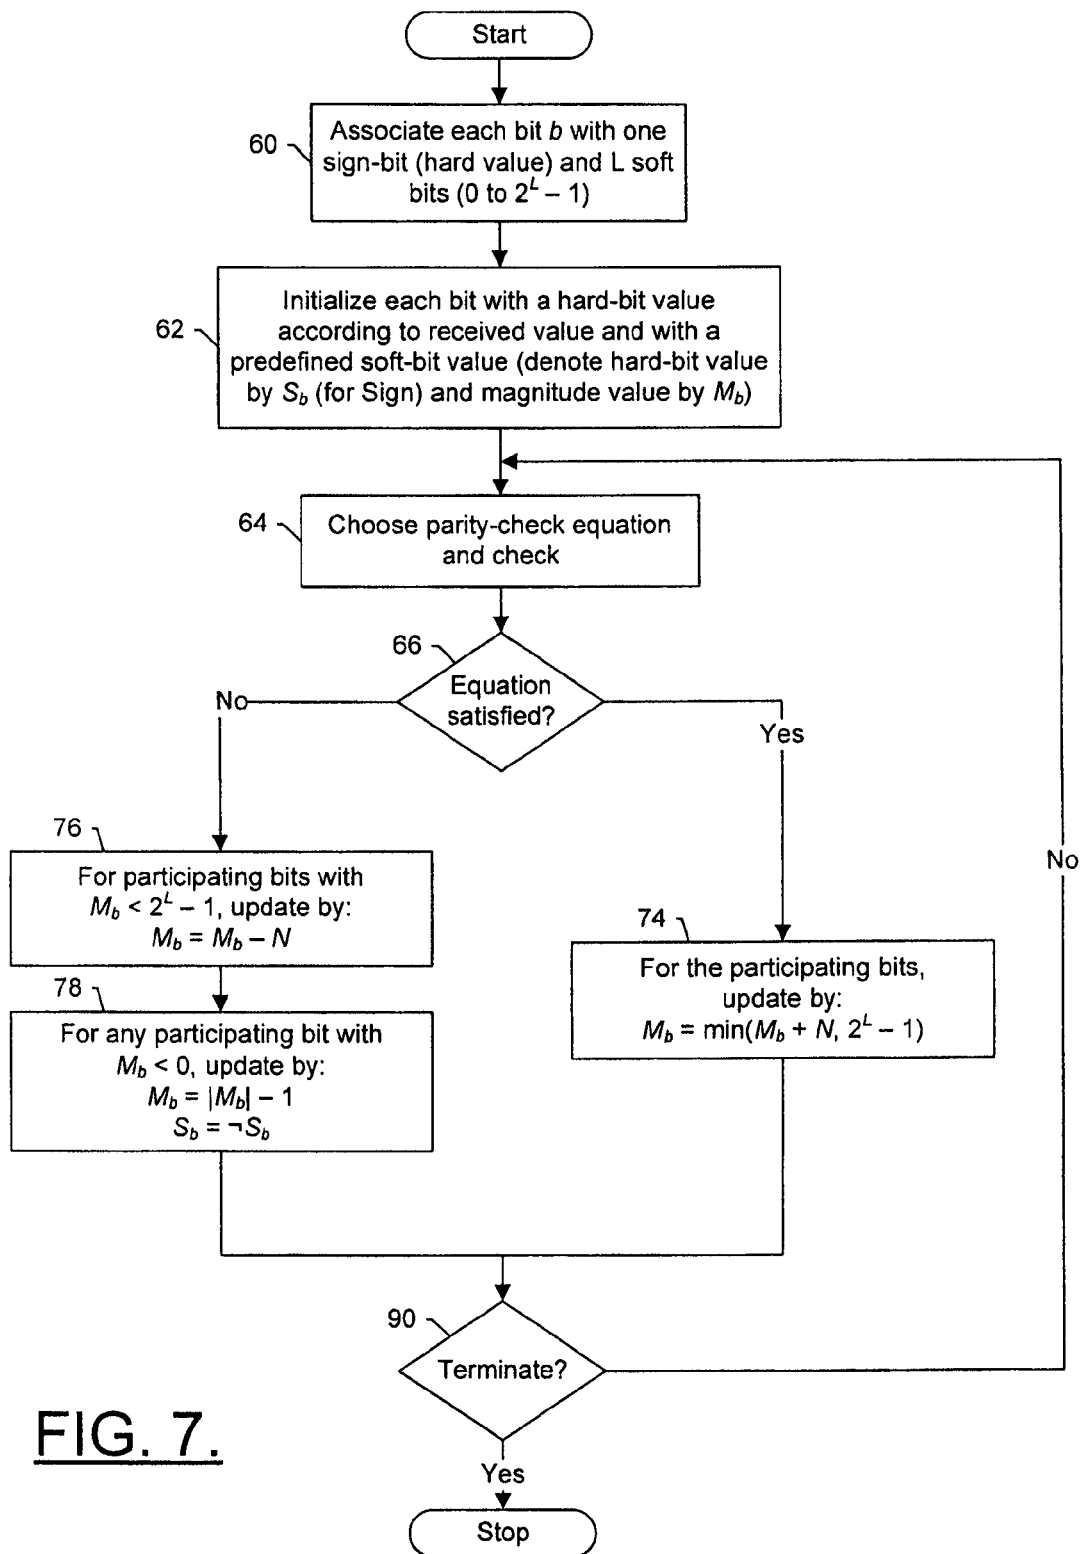 Start
60
Associate each bit b with one
sign-bit (hard value) and L soft
bits (0 to 2^L – 1)
62
Initialize each bit with a hard-bit value
according to received value and with a
predefined soft-bit value (denote hard-bit value
by S_b (for Sign) and magnitude value by M_b)
64
Choose parity-check equation
and check
66
Equation
satisfied?
No
Yes
76
For participating bits with
M_b < 2^L – 1, update by:
M_b = M_b – N
No
74
For the participating bits,
update by:
M_b = min(M_b + N, 2^L – 1)
78
For any participating bit with
M_b < 0, update by:
M_b = |M_b| – 1
S_b = ¬S_b
90
Terminate?
FIG. 7.
Yes
Stop